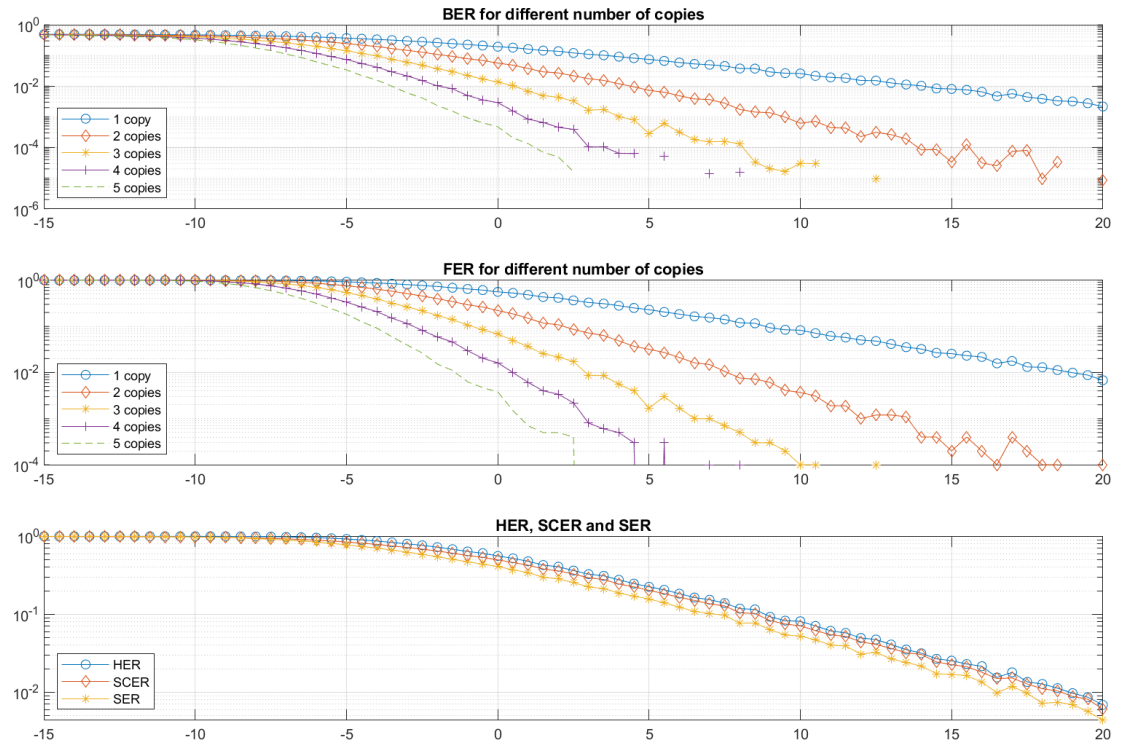 BER for different number of copies
10^0
10^-2
10^-4
10^-6
1 copy
2 copies
3 copies
4 copies
5 copies
-15 -10 -5 0 5 10 15 20
FER for different number of copies
10^0
10^-2
10^-4
1 copy
2 copies
3 copies
4 copies
5 copies
-15 -10 -5 0 5 10 15 20
HER, SCER and SER
10^0
10^-1
10^-2
HER
SCER
SER
-15 -10 -5 0 5 10 15 20